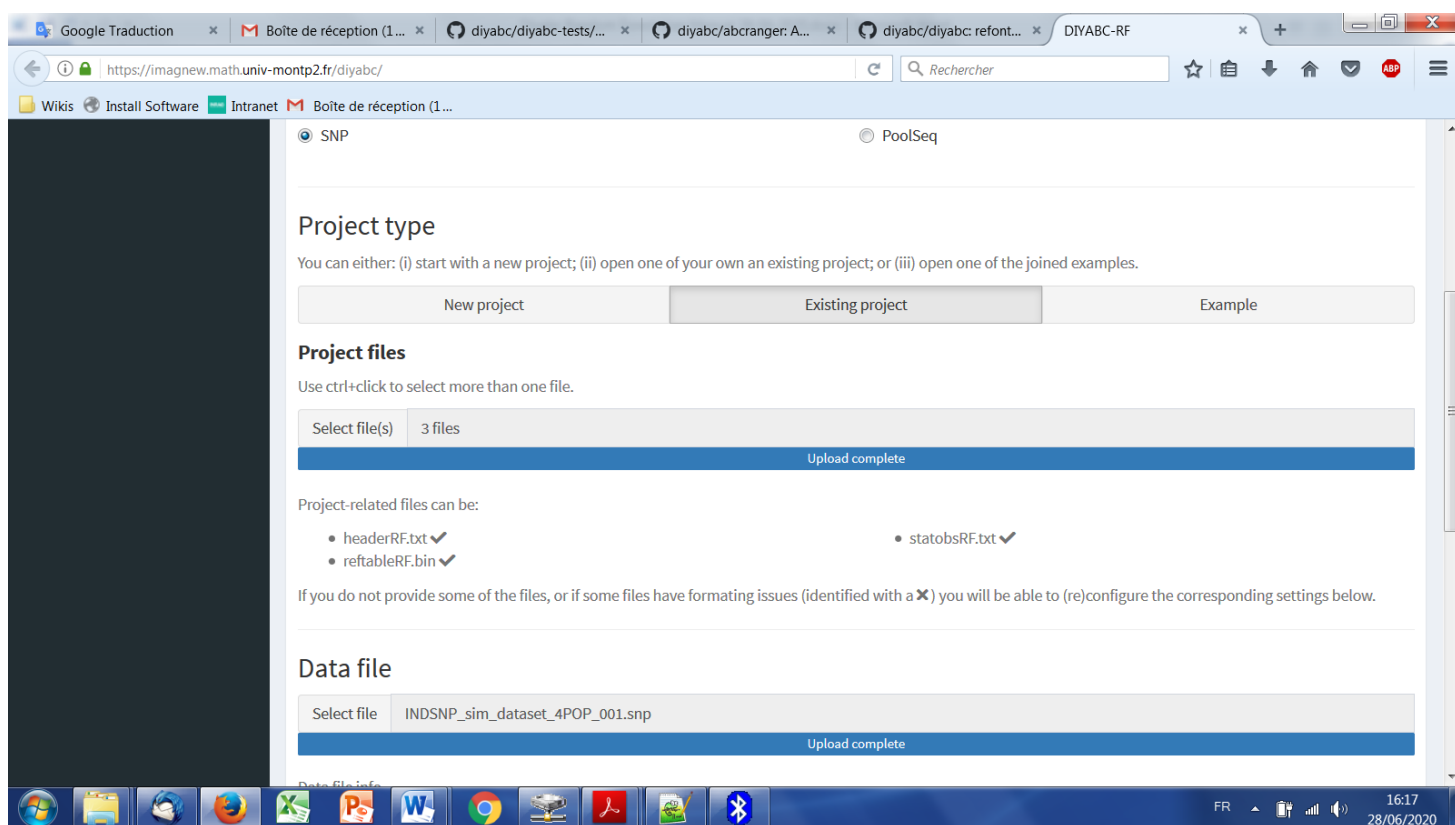 Google Traduction
Boîte de réception (1...
diyabc/diyabc-tests/...
diyabc/abcranger: A...
diyabc/diyabc: refont...
DIYABC-RF
https://imagnew.math.univ-montp2.fr/diyabc/
Rechercher
ABP
Wikis
Install Software
Intranet
Boîte de réception (1...
SNP
PoolSeq
Project type
You can either: (i) start with a new project; (ii) open one of your own an existing project; or (iii) open one of the joined examples.
New project
Existing project
Example
Project files
Use ctrl+click to select more than one file.
Select file(s)
3 files
Upload complete
Project-related files can be:
• headerRF.txt ✔
• statobsRF.txt ✔
• reftableRF.bin ✔
If you do not provide some of the files, or if some files have formating issues (identified with a ✖) you will be able to (re)configure the corresponding settings below.
Data file
Select file
INDSNP_sim_dataset_4POP_001.snp
Upload complete
Data file info
FR
16:17
28/06/2020